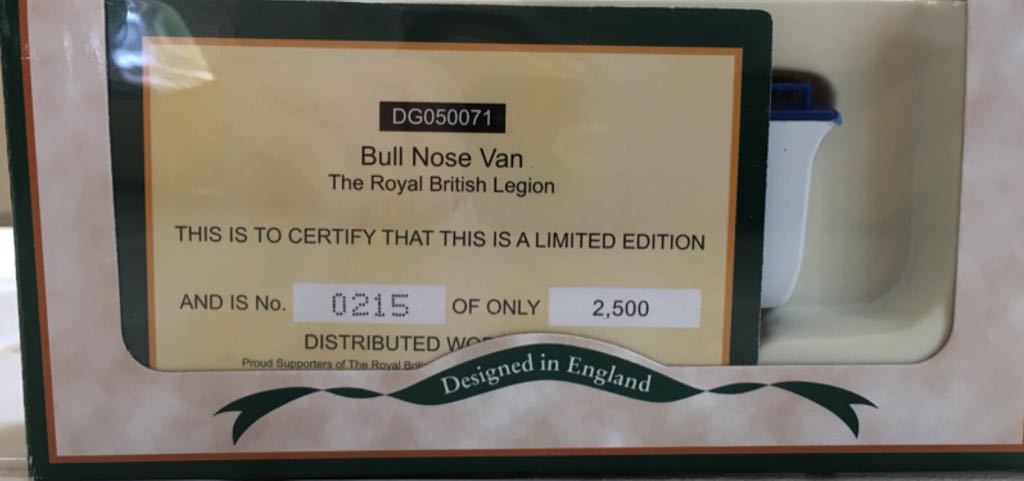 DG050071
Bull Nose Van
The Royal British Legion
THIS IS TO CERTIFY THAT THIS IS A LIMITED EDITION
AND IS No. 0215 OF ONLY 2,500
DISTRIBUTED
Proud Supporters of The Royal
Designed in England